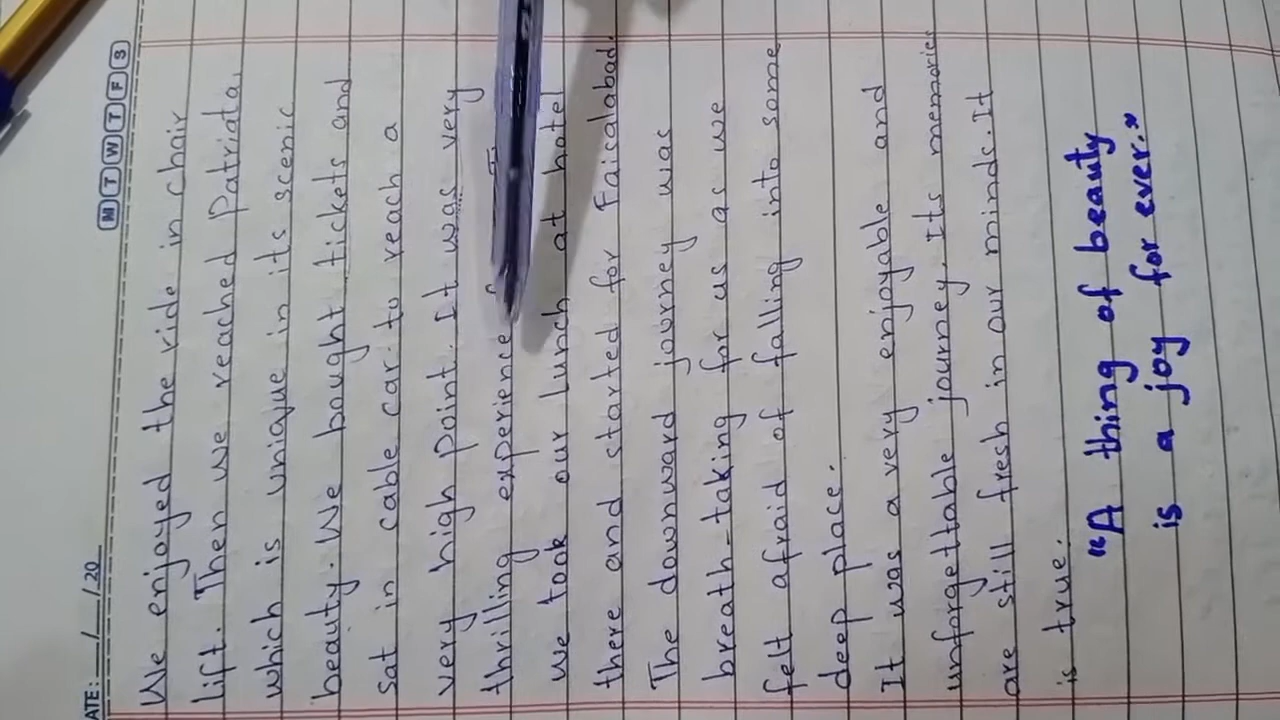 DATE: __/__/20
M T W T F S
We enjoyed the ride in chair
lift. Then we reached Patriata,
which is unique in its scenic
beauty. We bought tickets and
sat in cable car to reach a
very high point. It was very
thrilling experience
we took our lunch at hotel
there and started for Faisalabad.
The downward journey was
breath-taking for us as we
felt afraid of falling into some
deep place.
It was a very enjoyable and
unforgettable journey. Its memories
are still fresh in our minds. It
is true.
"A thing of beauty
is a joy for ever."